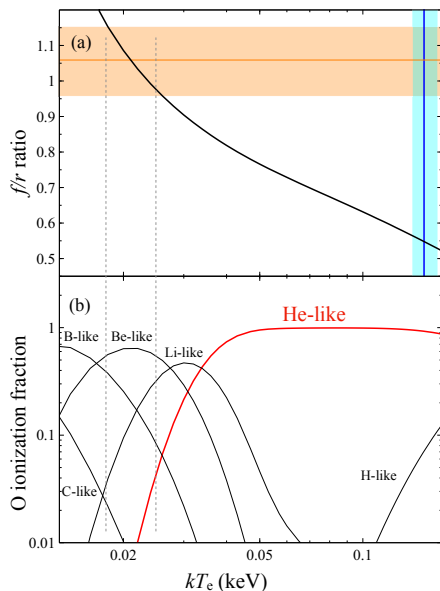 (a)
1.1
1
0.9
0.8
0.7
0.6
0.5
f/r ratio
(b)
He-like
B-like
Be-like
Li-like
C-like
H-like
1
0.1
0.01
O ionization fraction
0.02
0.05
0.1
kTe (keV)